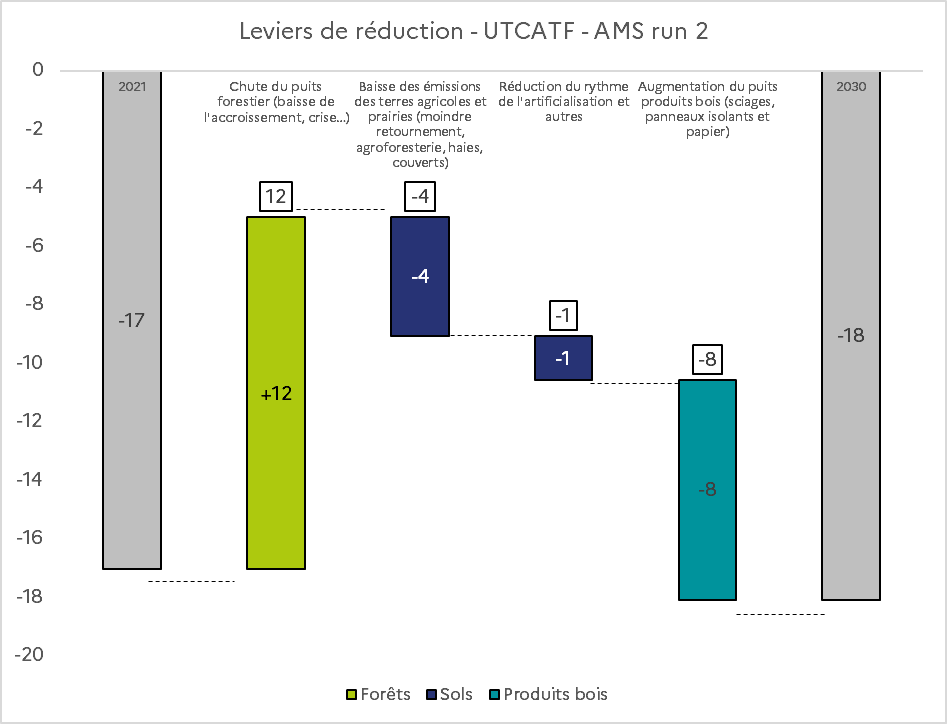 Leviers de réduction - UTCATF - AMS run 2
0
-2
-4
-6
-8
-10
-12
-14
-16
-18
-20
2021
Chute du puits
forestier (baisse de
l'accroissement, crise...)
Baisse des émissions
des terres agricoles et
prairies (moindre
retournement,
agroforesterie, haies,
couverts)
Réduction du rythme
de l'artificialisation et
autres
Augmentation du puits
produits bois (sciages,
panneaux isolants et
papier)
2030
12
-4
-1
-8
-17
+12
-4
-1
-8
-18
Forêts
Sols
Produits bois